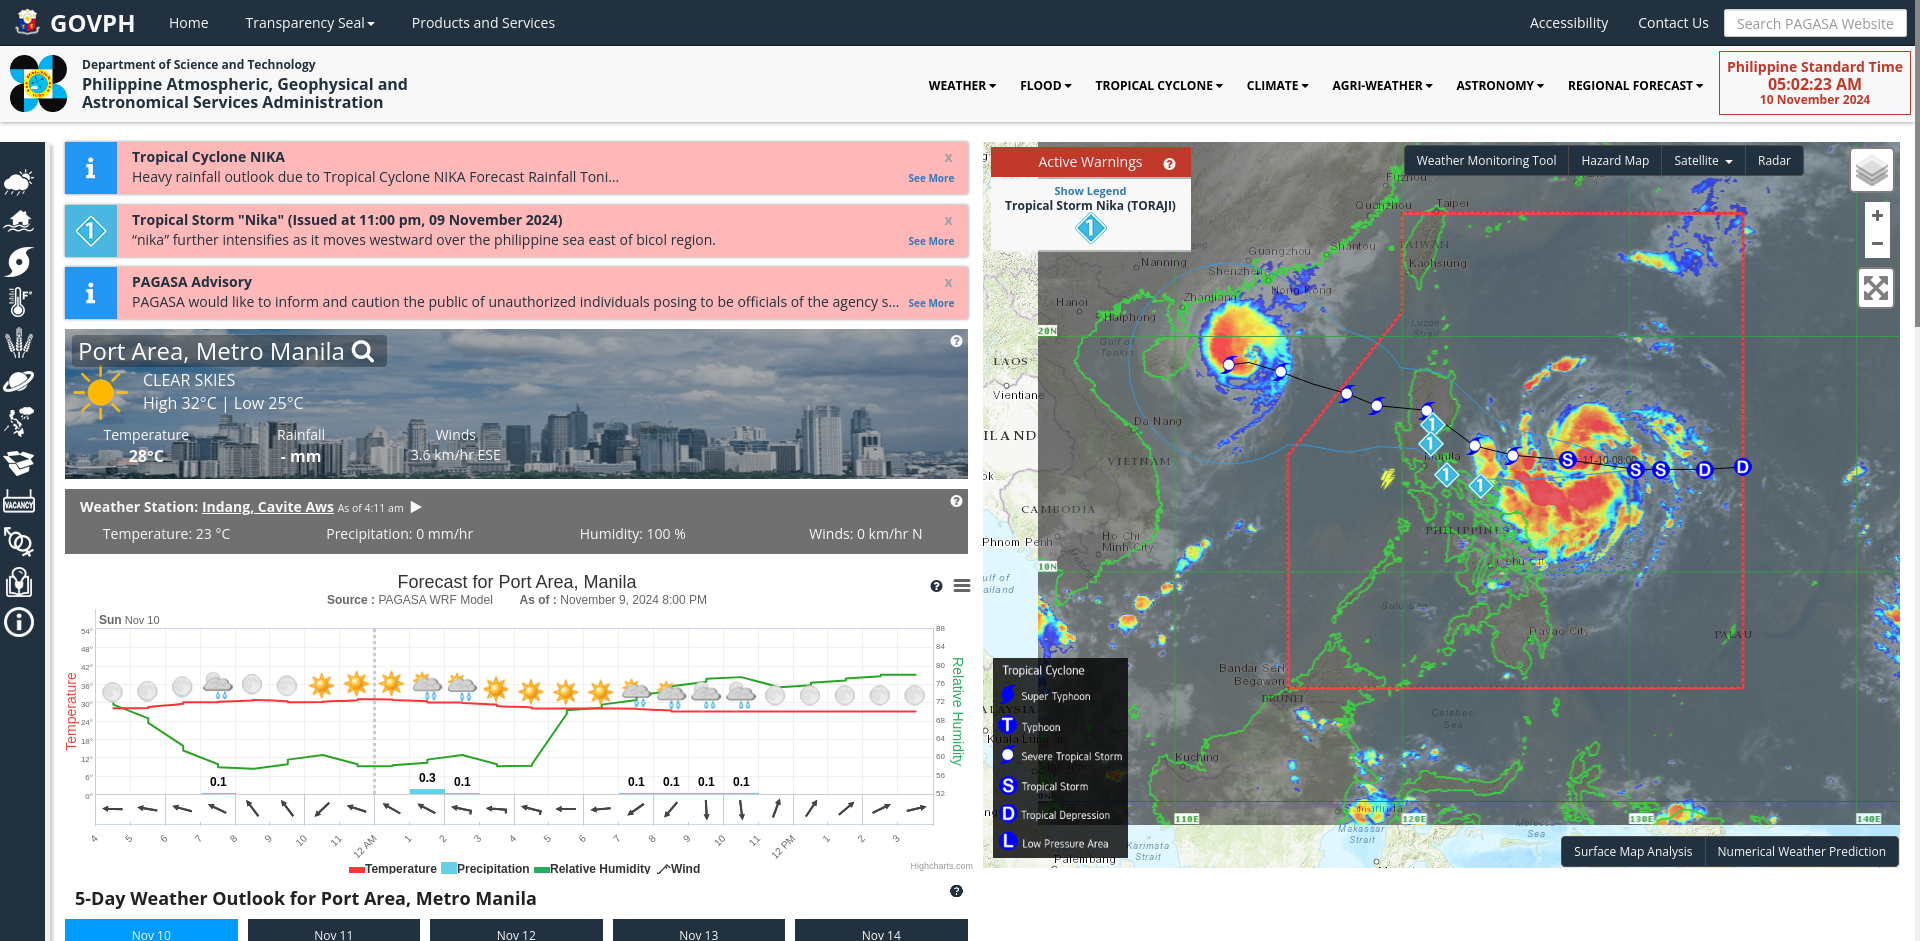 GOVPH
Home
Transparency Seal
Products and Services
Accessibility
Contact Us
Search PAGASA Website
Department of Science and Technology
Philippine Atmospheric, Geophysical and
Astronomical Services Administration
WEATHER
FLOOD
TROPICAL CYCLONE
CLIMATE
AGRI-WEATHER
ASTRONOMY
REGIONAL FORECAST
Philippine Standard Time
05:02:23 AM
10 November 2024
Tropical Cyclone NIKA
x
Heavy rainfall outlook due to Tropical Cyclone NIKA Forecast Rainfall Toni...
See More
1
Tropical Storm "Nika" (Issued at 11:00 pm, 09 November 2024)
x
“nika” further intensifies as it moves westward over the philippine sea east of bicol region.
See More
PAGASA Advisory
x
PAGASA would like to inform and caution the public of unauthorized individuals posing to be officials of the agency s...
See More
Port Area, Metro Manila
CLEAR SKIES
High 32°C | Low 25°C
Temperature
28°C
Rainfall
- mm
Winds
3.6 km/hr ESE
VACANCY
Weather Station: Indang, Cavite Aws As of 4:11 am
Temperature: 23 °C
Precipitation: 0 mm/hr
Humidity: 100 %
Winds: 0 km/hr N
Forecast for Port Area, Manila
Source : PAGASA WRF Model
As of : November 9, 2024 8:00 PM
Sun Nov 10
Temperature
54°
48°
42°
36°
30°
24°
18°
12°
6°
0°
88
84
80
76
72
68
64
60
56
52
Relative Humidity
0.1
0.3
0.1
0.1
0.1
0.1
0.1
4
5
6
7
8
9
10
11
12 AM
1
2
3
4
5
6
7
8
9
10
11
12 PM
1
2
3
Temperature
Precipitation
Relative Humidity
Wind
Highcharts.com
5-Day Weather Outlook for Port Area, Metro Manila
Nov 10
Nov 11
Nov 12
Nov 13
Nov 14
Active Warnings
Show Legend
Tropical Storm Nika (TORAJI)
1
Weather Monitoring Tool
Hazard Map
Satellite
Radar
+
−
Fuzhou
Quanzhou
Taipei
Shantou
TAIWAN
Kaohsiung
Guangzhou
Nanning
Shenzhen
Hong Kong
Zhanjiang
Hanoi
Haiphong
Gulf of
Tonkin
Luzon
Strait
20N
LAOS
Vientiane
Da Nang
ILAND
VIETNAM
Manila
1
1
1
1
S
11-10-08:00
S
S
D
D
CAMBODIA
Phnom Penh
Ho Chi
Minh City
PHILIPPINES
Cebu City
10N
ulf of
ailand
Sulu Sea
Davao City
PALAU
Bandar Seri
Begawan
BRUNEI
Celebes
Sea
Kuching
Samarinda
Makassar
Strait
Molucca
Sea
Karimata
Strait
Palembang
110E
120E
130E
140E
Tropical Cyclone
Super Typhoon
T Typhoon
Severe Tropical Storm
S Tropical Storm
D Tropical Depression
L Low Pressure Area
Surface Map Analysis
Numerical Weather Prediction